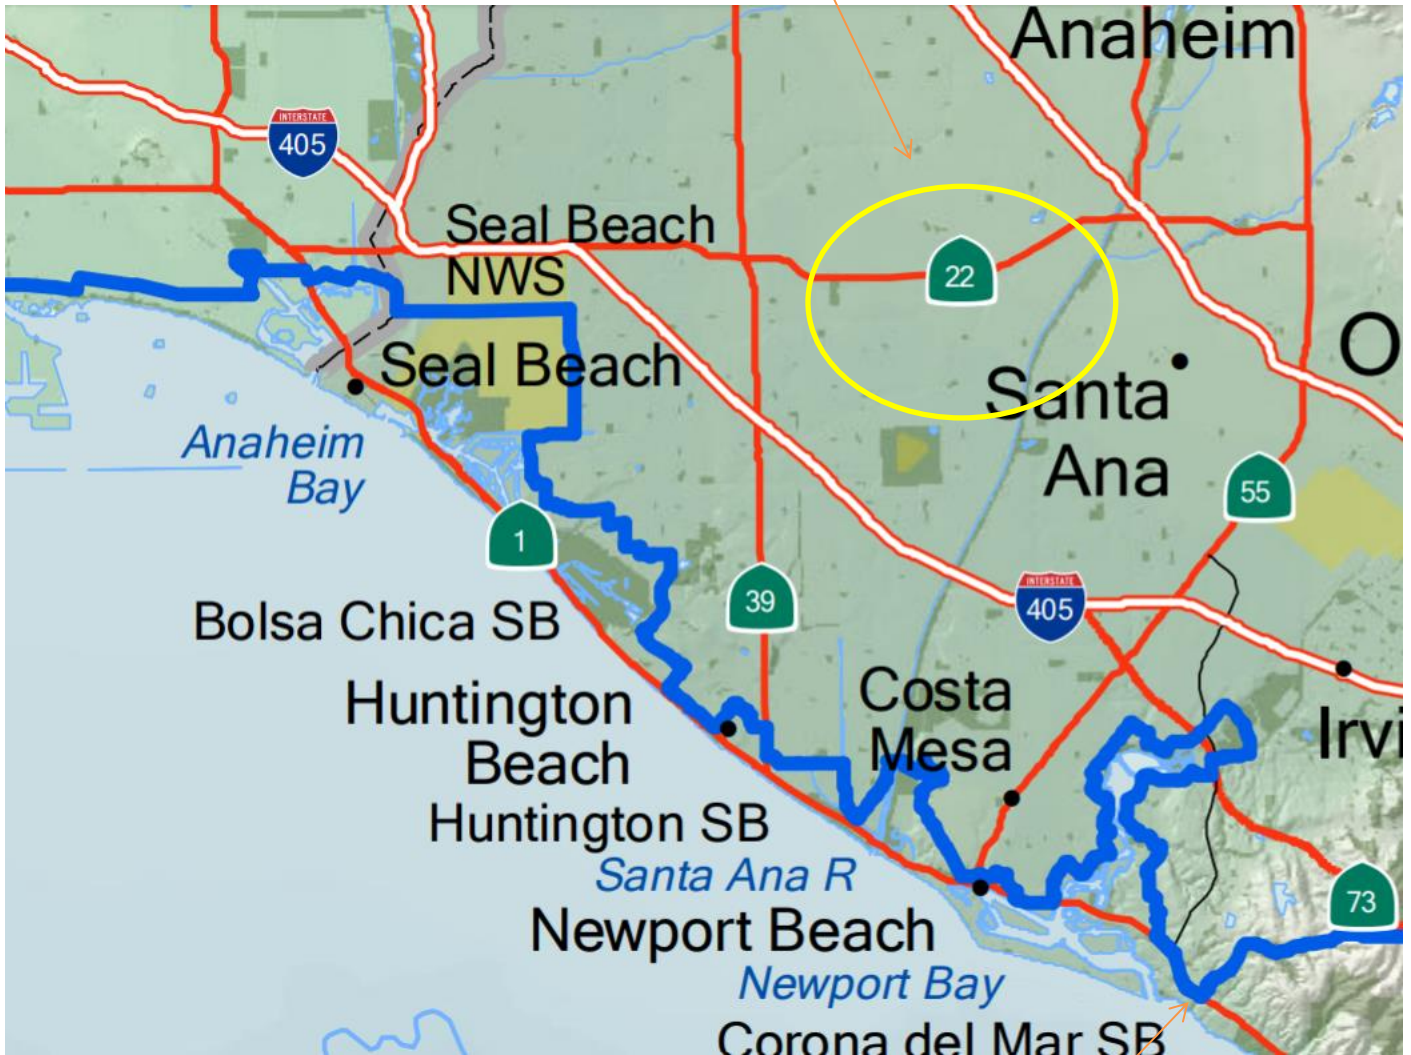 Anaheim
INTERSTATE
405
Seal Beach
NWS
22
O
Seal Beach
Santa
Ana
Anaheim
Bay
55
1
INTERSTATE
405
39
Bolsa Chica SB
Costa
Mesa
Huntington
Beach
Irvi
Huntington SB
Santa Ana R
73
Newport Beach
Newport Bay
Corona del Mar SB